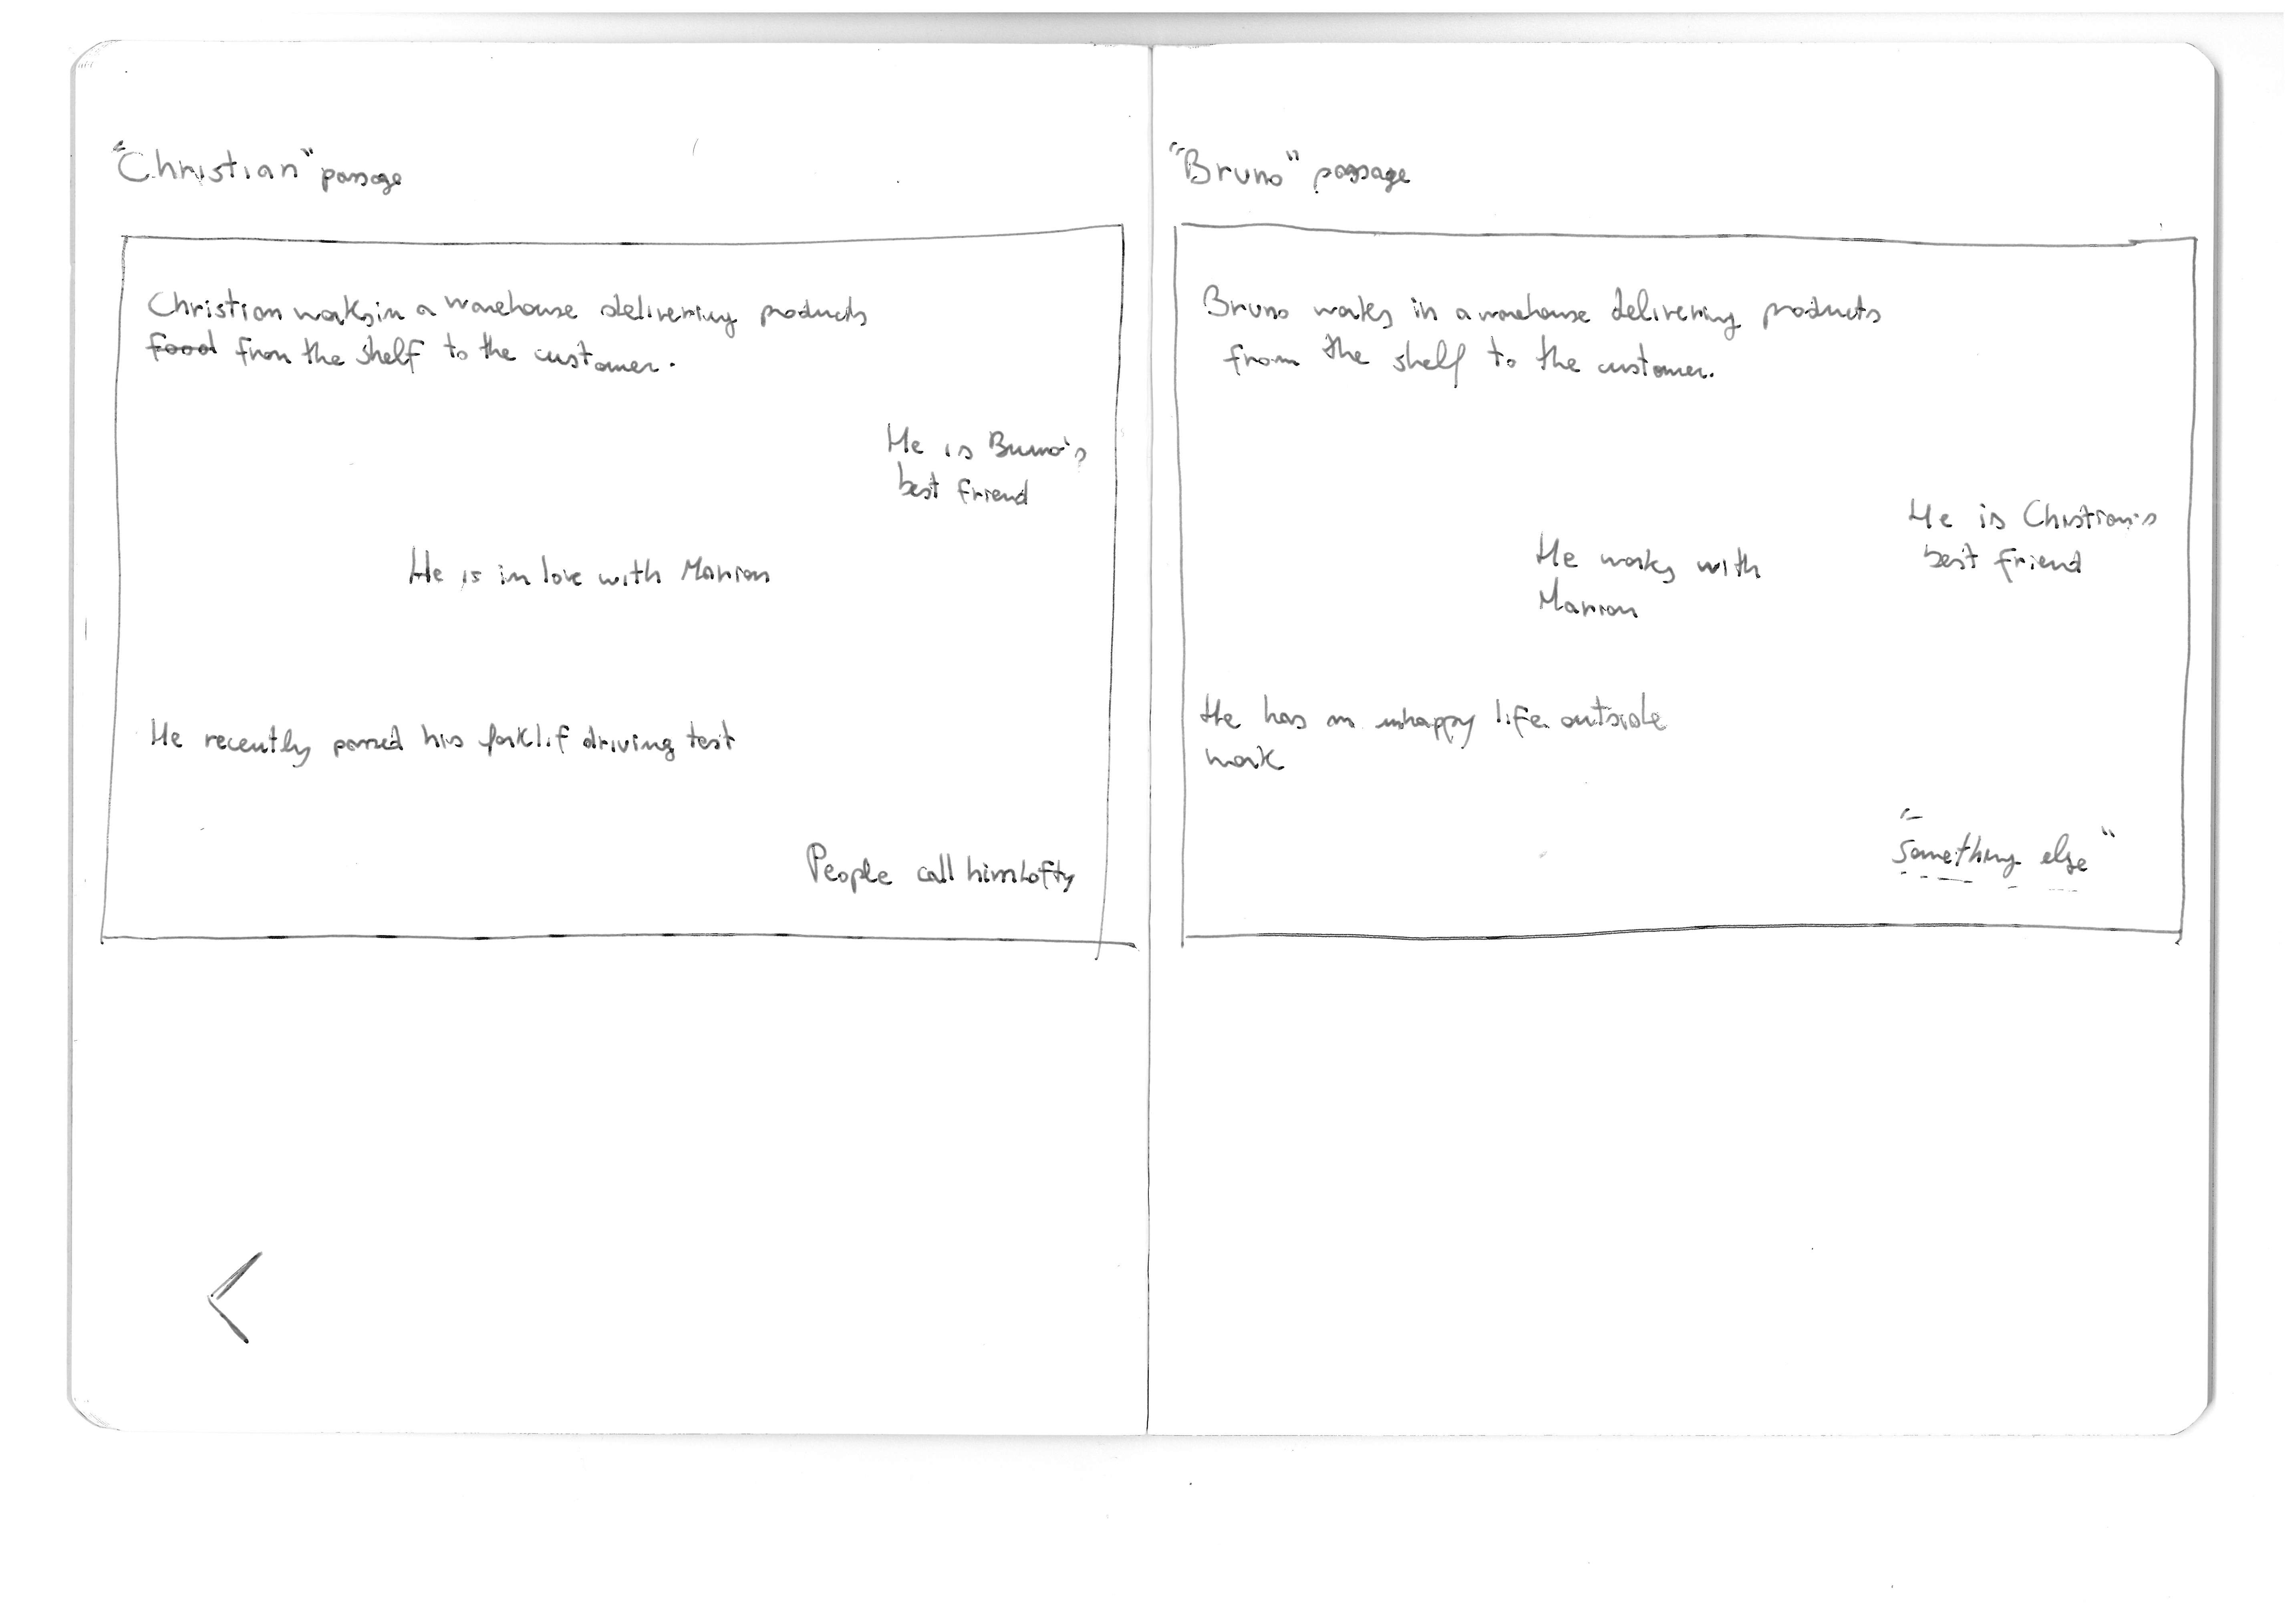 "Christian" passage
Christian works in a warehouse delivering products
food from the shelf to the customer.
He is Bruno's
best friend
He is in love with Marion
He recently passed his forklif driving test
People call him Lofty
"Bruno" passage
Bruno works in a warehouse delivering products
from the shelf to the customer.
He is Christian's
best friend
He works with
Marion
He has an unhappy life outside
work
"Something else"